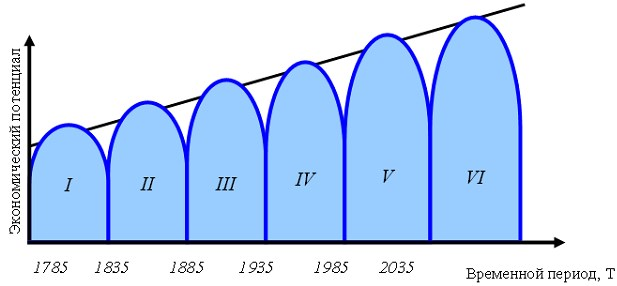 Экономический потенциал
I II III IV V VI
1785 1835 1885 1935 1985 2035
Временной период, Т